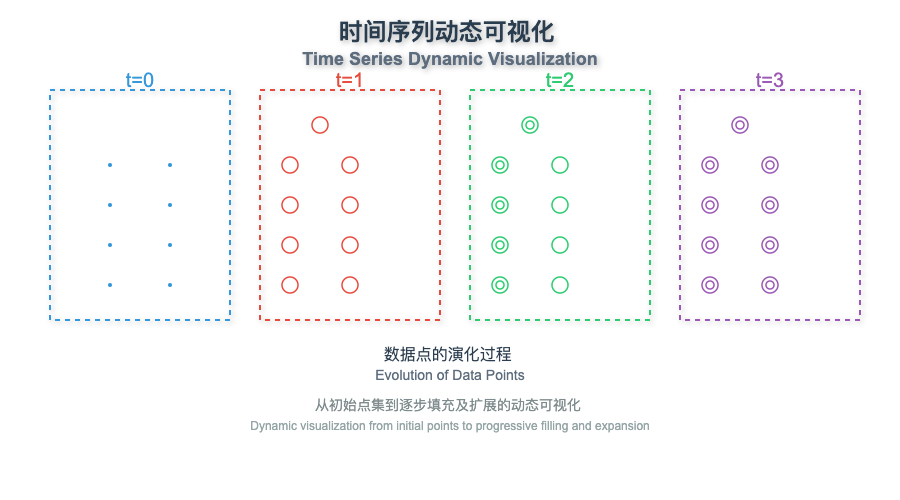 时间序列动态可视化
Time Series Dynamic Visualization
t=0
t=1
t=2
t=3
数据点的演化过程
Evolution of Data Points
从初始点集到逐步填充及扩展的动态可视化
Dynamic visualization from initial points to progressive filling and expansion